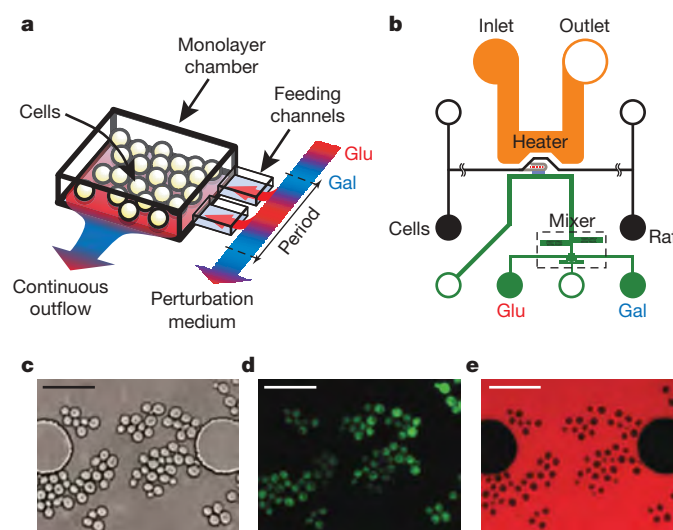 a
Monolayer
chamber
Cells
Feeding
channels
Glu
Gal
Period
Continuous
outflow
Perturbation
medium
b
Inlet
Outlet
Heater
Cells
Mixer
Raf
Glu
Gal
c
d
e